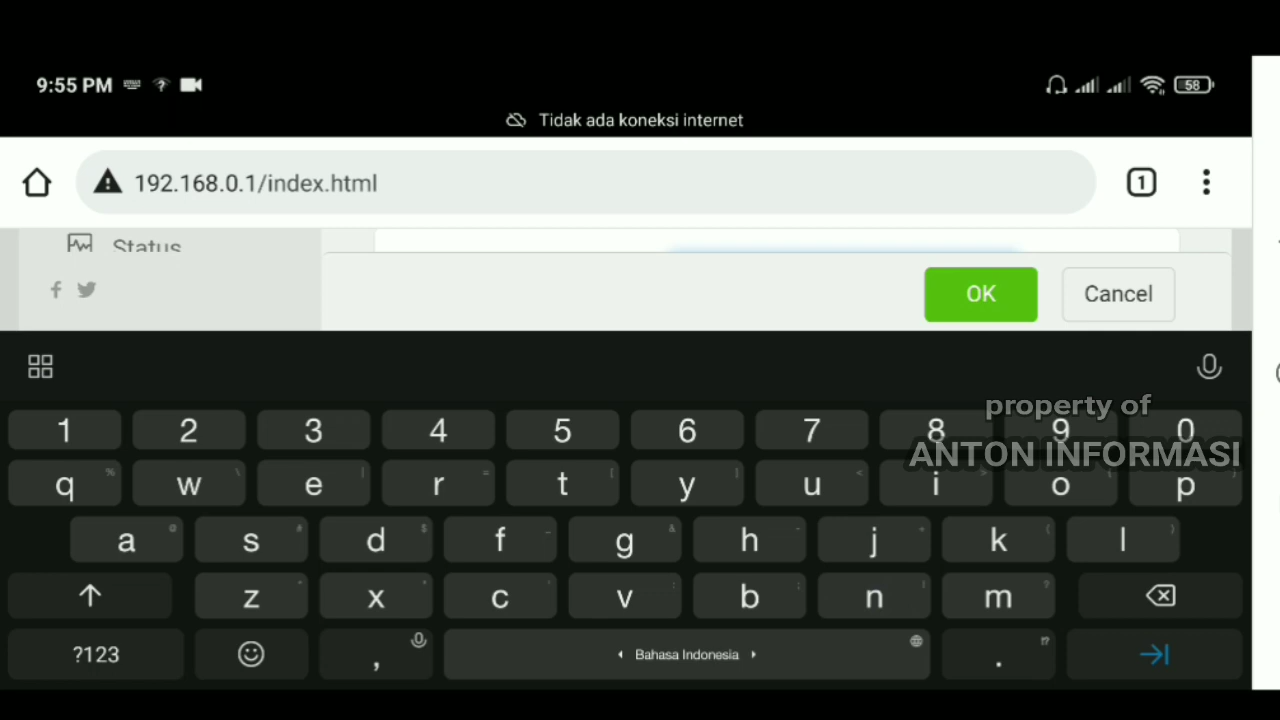 9:55 PM
58
Tidak ada koneksi internet
192.168.0.1/index.html
1
Status
OK
Cancel
property of
ANTON INFORMASI
1 2 3 4 5 6 7 8 9 0
q w e r t y u i o p
a s d f g h j k l
z x c v b n m
?123 , Bahasa Indonesia .